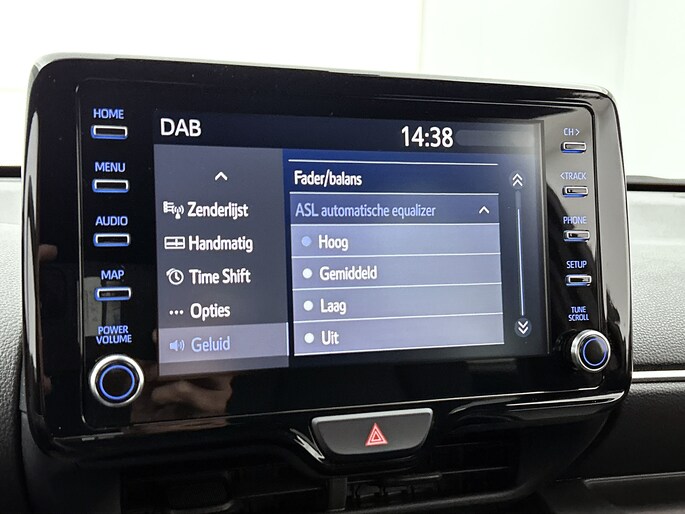 HOME
MENU
AUDIO
MAP
POWER
VOLUME
DAB
14:38
Zenderlijst
Handmatig
Time Shift
Opties
Geluid
Fader/balans
ASL automatische equalizer
Hoog
Gemiddeld
Laag
Uit
CH>
<TRACK
PHONE
SETUP
TUNE
SCROLL